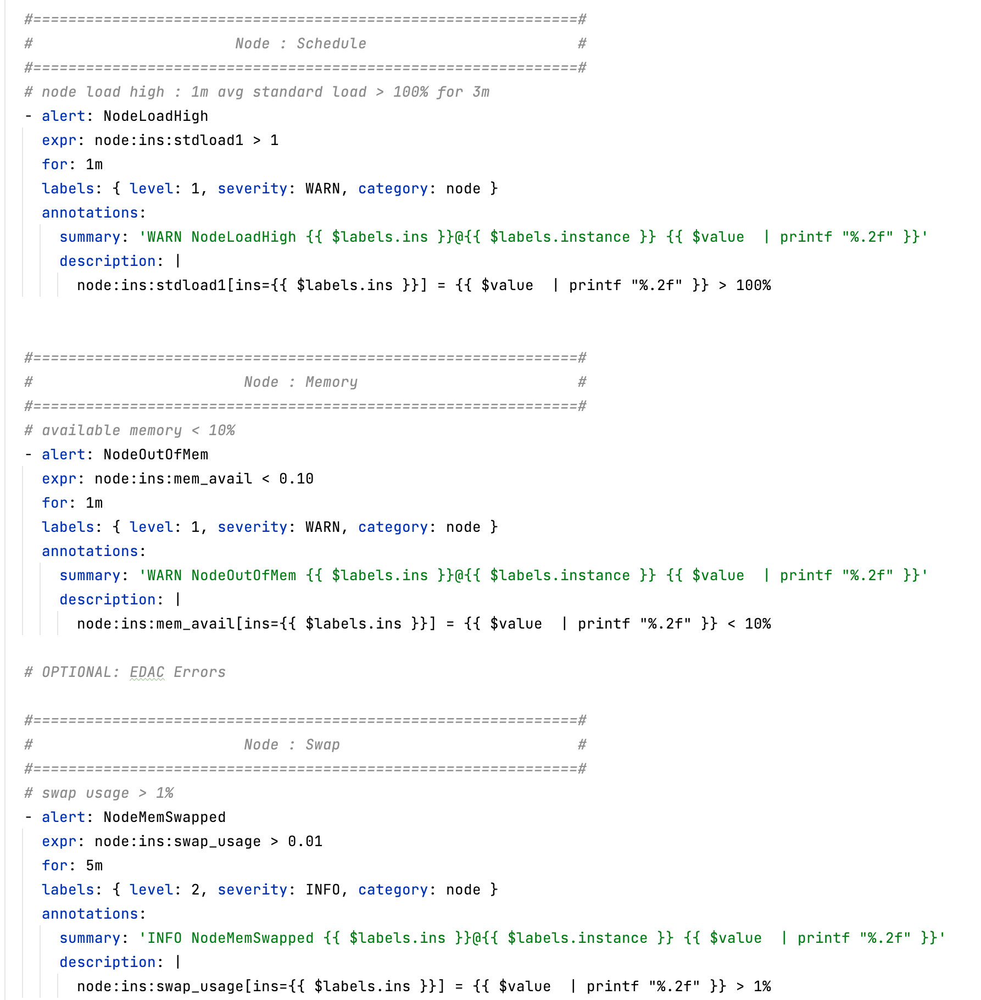 #==============================================================#
#                       Node : Schedule                        #
#==============================================================#
# node load high : 1m avg standard load > 100% for 3m
- alert: NodeLoadHigh
  expr: node:ins:stdload1 > 1
  for: 1m
  labels: { level: 1, severity: WARN, category: node }
  annotations:
    summary: 'WARN NodeLoadHigh {{ $labels.ins }}@{{ $labels.instance }} {{ $value  | printf "%.2f" }}'
    description: |
      node:ins:stdload1[ins={{ $labels.ins }}] = {{ $value  | printf "%.2f" }} > 100%
#==============================================================#
#                        Node : Memory                         #
#==============================================================#
# available memory < 10%
- alert: NodeOutOfMem
  expr: node:ins:mem_avail < 0.10
  for: 1m
  labels: { level: 1, severity: WARN, category: node }
  annotations:
    summary: 'WARN NodeOutOfMem {{ $labels.ins }}@{{ $labels.instance }} {{ $value  | printf "%.2f" }}'
    description: |
      node:ins:mem_avail[ins={{ $labels.ins }}] = {{ $value  | printf "%.2f" }} < 10%
# OPTIONAL: EDAC Errors
#==============================================================#
#                        Node : Swap                           #
#==============================================================#
# swap usage > 1%
- alert: NodeMemSwapped
  expr: node:ins:swap_usage > 0.01
  for: 5m
  labels: { level: 2, severity: INFO, category: node }
  annotations:
    summary: 'INFO NodeMemSwapped {{ $labels.ins }}@{{ $labels.instance }} {{ $value  | printf "%.2f" }}'
    description: |
      node:ins:swap_usage[ins={{ $labels.ins }}] = {{ $value  | printf "%.2f" }} > 1%